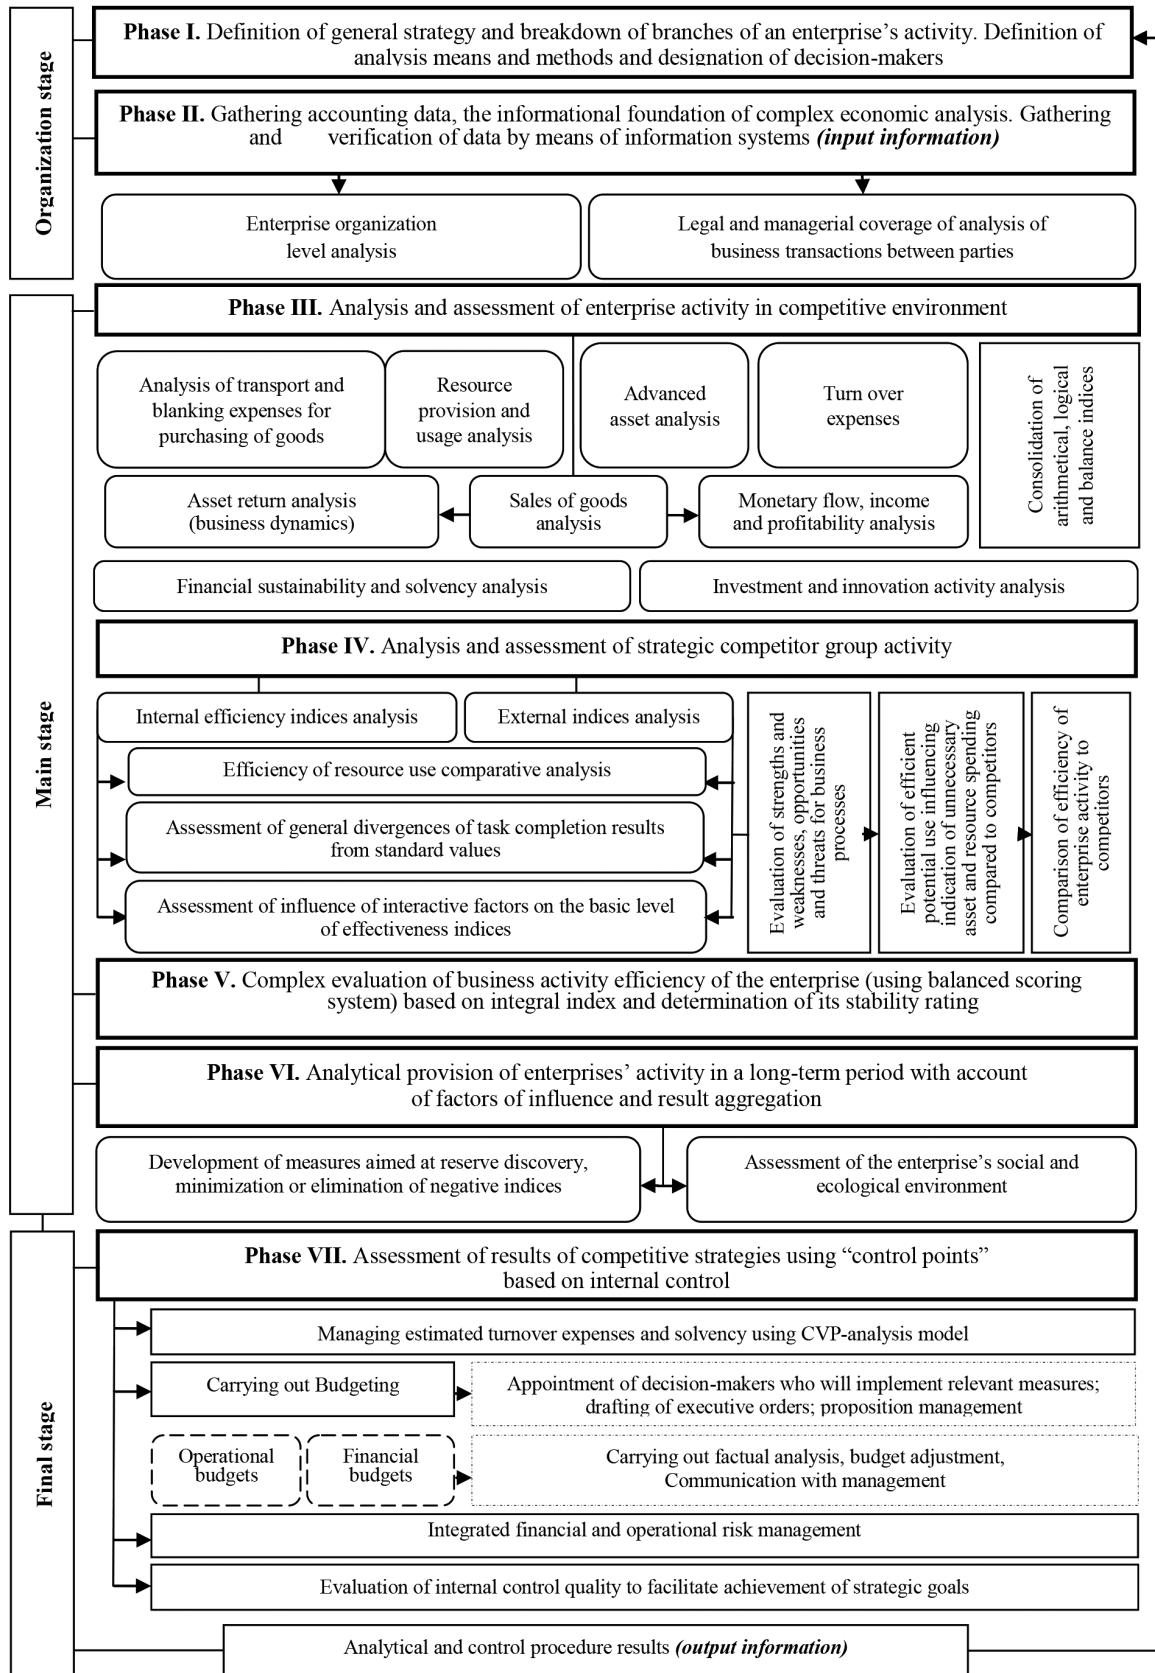 Organization stage
Phase I. Definition of general strategy and breakdown of branches of an enterprise's activity. Definition of
analysis means and methods and designation of decision-makers
Phase II. Gathering accounting data, the informational foundation of complex economic analysis. Gathering
and verification of data by means of information systems (input information)
Enterprise organization
level analysis
Legal and managerial coverage of analysis of
business transactions between parties
Main stage
Phase III. Analysis and assessment of enterprise activity in competitive environment
Analysis of transport and
blanking expenses for
purchasing of goods
Resource
provision and
usage analysis
Advanced
asset analysis
Turn over
expenses
Consolidation of
arithmetical, logical
and balance indices
Asset return analysis
(business dynamics)
Sales of goods
analysis
Monetary flow, income
and profitability analysis
Financial sustainability and solvency analysis
Investment and innovation activity analysis
Phase IV. Analysis and assessment of strategic competitor group activity
Internal efficiency indices analysis
External indices analysis
Efficiency of resource use comparative analysis
Assessment of general divergences of task completion results
from standard values
Assessment of influence of interactive factors on the basic level
of effectiveness indices
Evaluation of strengths and
weaknesses, opportunities
and threats for business
processes
Evaluation of efficient
potential use influencing
indication of unnecessary
asset and resource spending
compared to competitors
Comparison of efficiency of
enterprise activity to
competitors
Phase V. Complex evaluation of business activity efficiency of the enterprise (using balanced scoring
system) based on integral index and determination of its stability rating
Phase VI. Analytical provision of enterprises' activity in a long-term period with account
of factors of influence and result aggregation
Development of measures aimed at reserve discovery,
minimization or elimination of negative indices
Assessment of the enterprise's social and
ecological environment
Final stage
Phase VII. Assessment of results of competitive strategies using “control points”
based on internal control
Managing estimated turnover expenses and solvency using CVP-analysis model
Carrying out Budgeting
Appointment of decision-makers who will implement relevant measures;
drafting of executive orders; proposition management
Operational
budgets
Financial
budgets
Carrying out factual analysis, budget adjustment,
Communication with management
Integrated financial and operational risk management
Evaluation of internal control quality to facilitate achievement of strategic goals
Analytical and control procedure results (output information)